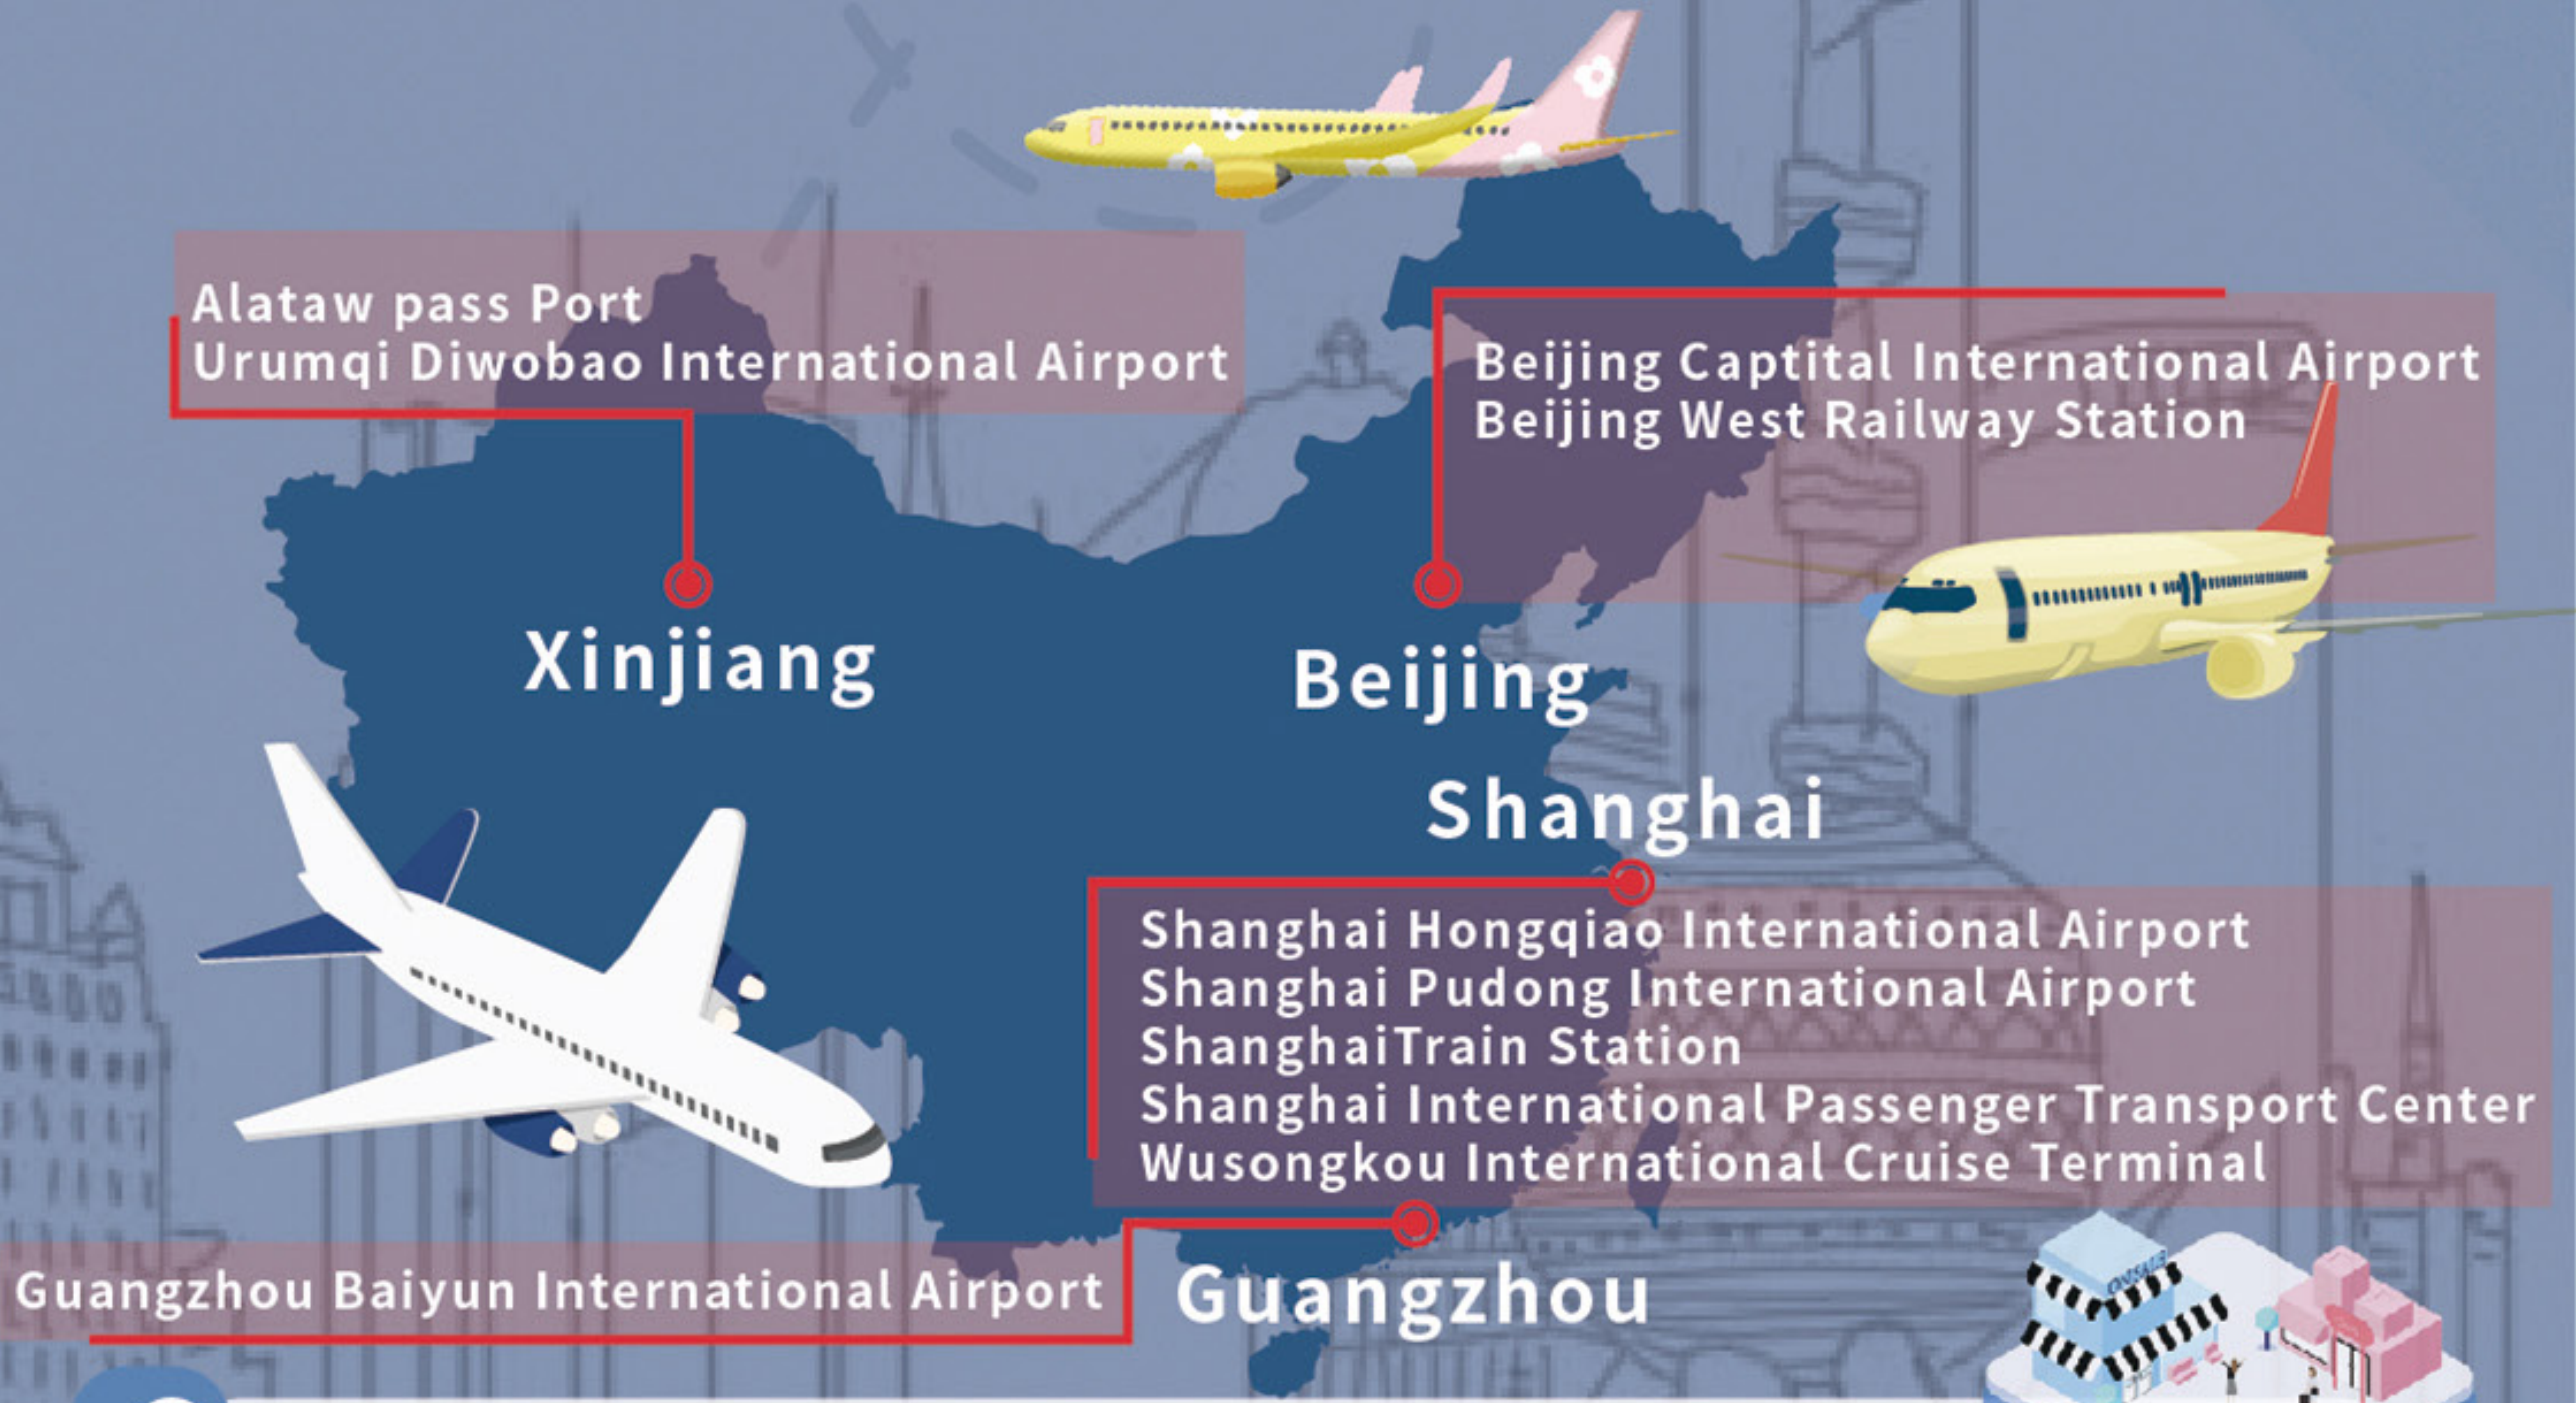 Alataw pass Port
Urumqi Diwobao International Airport
Xinjiang
Beijing Captital International Airport
Beijing West Railway Station
Beijing
Shanghai
Shanghai Hongqiao International Airport
Shanghai Pudong International Airport
ShanghaiTrain Station
Shanghai International Passenger Transport Center
Wusongkou International Cruise Terminal
Guangzhou Baiyun International Airport
Guangzhou